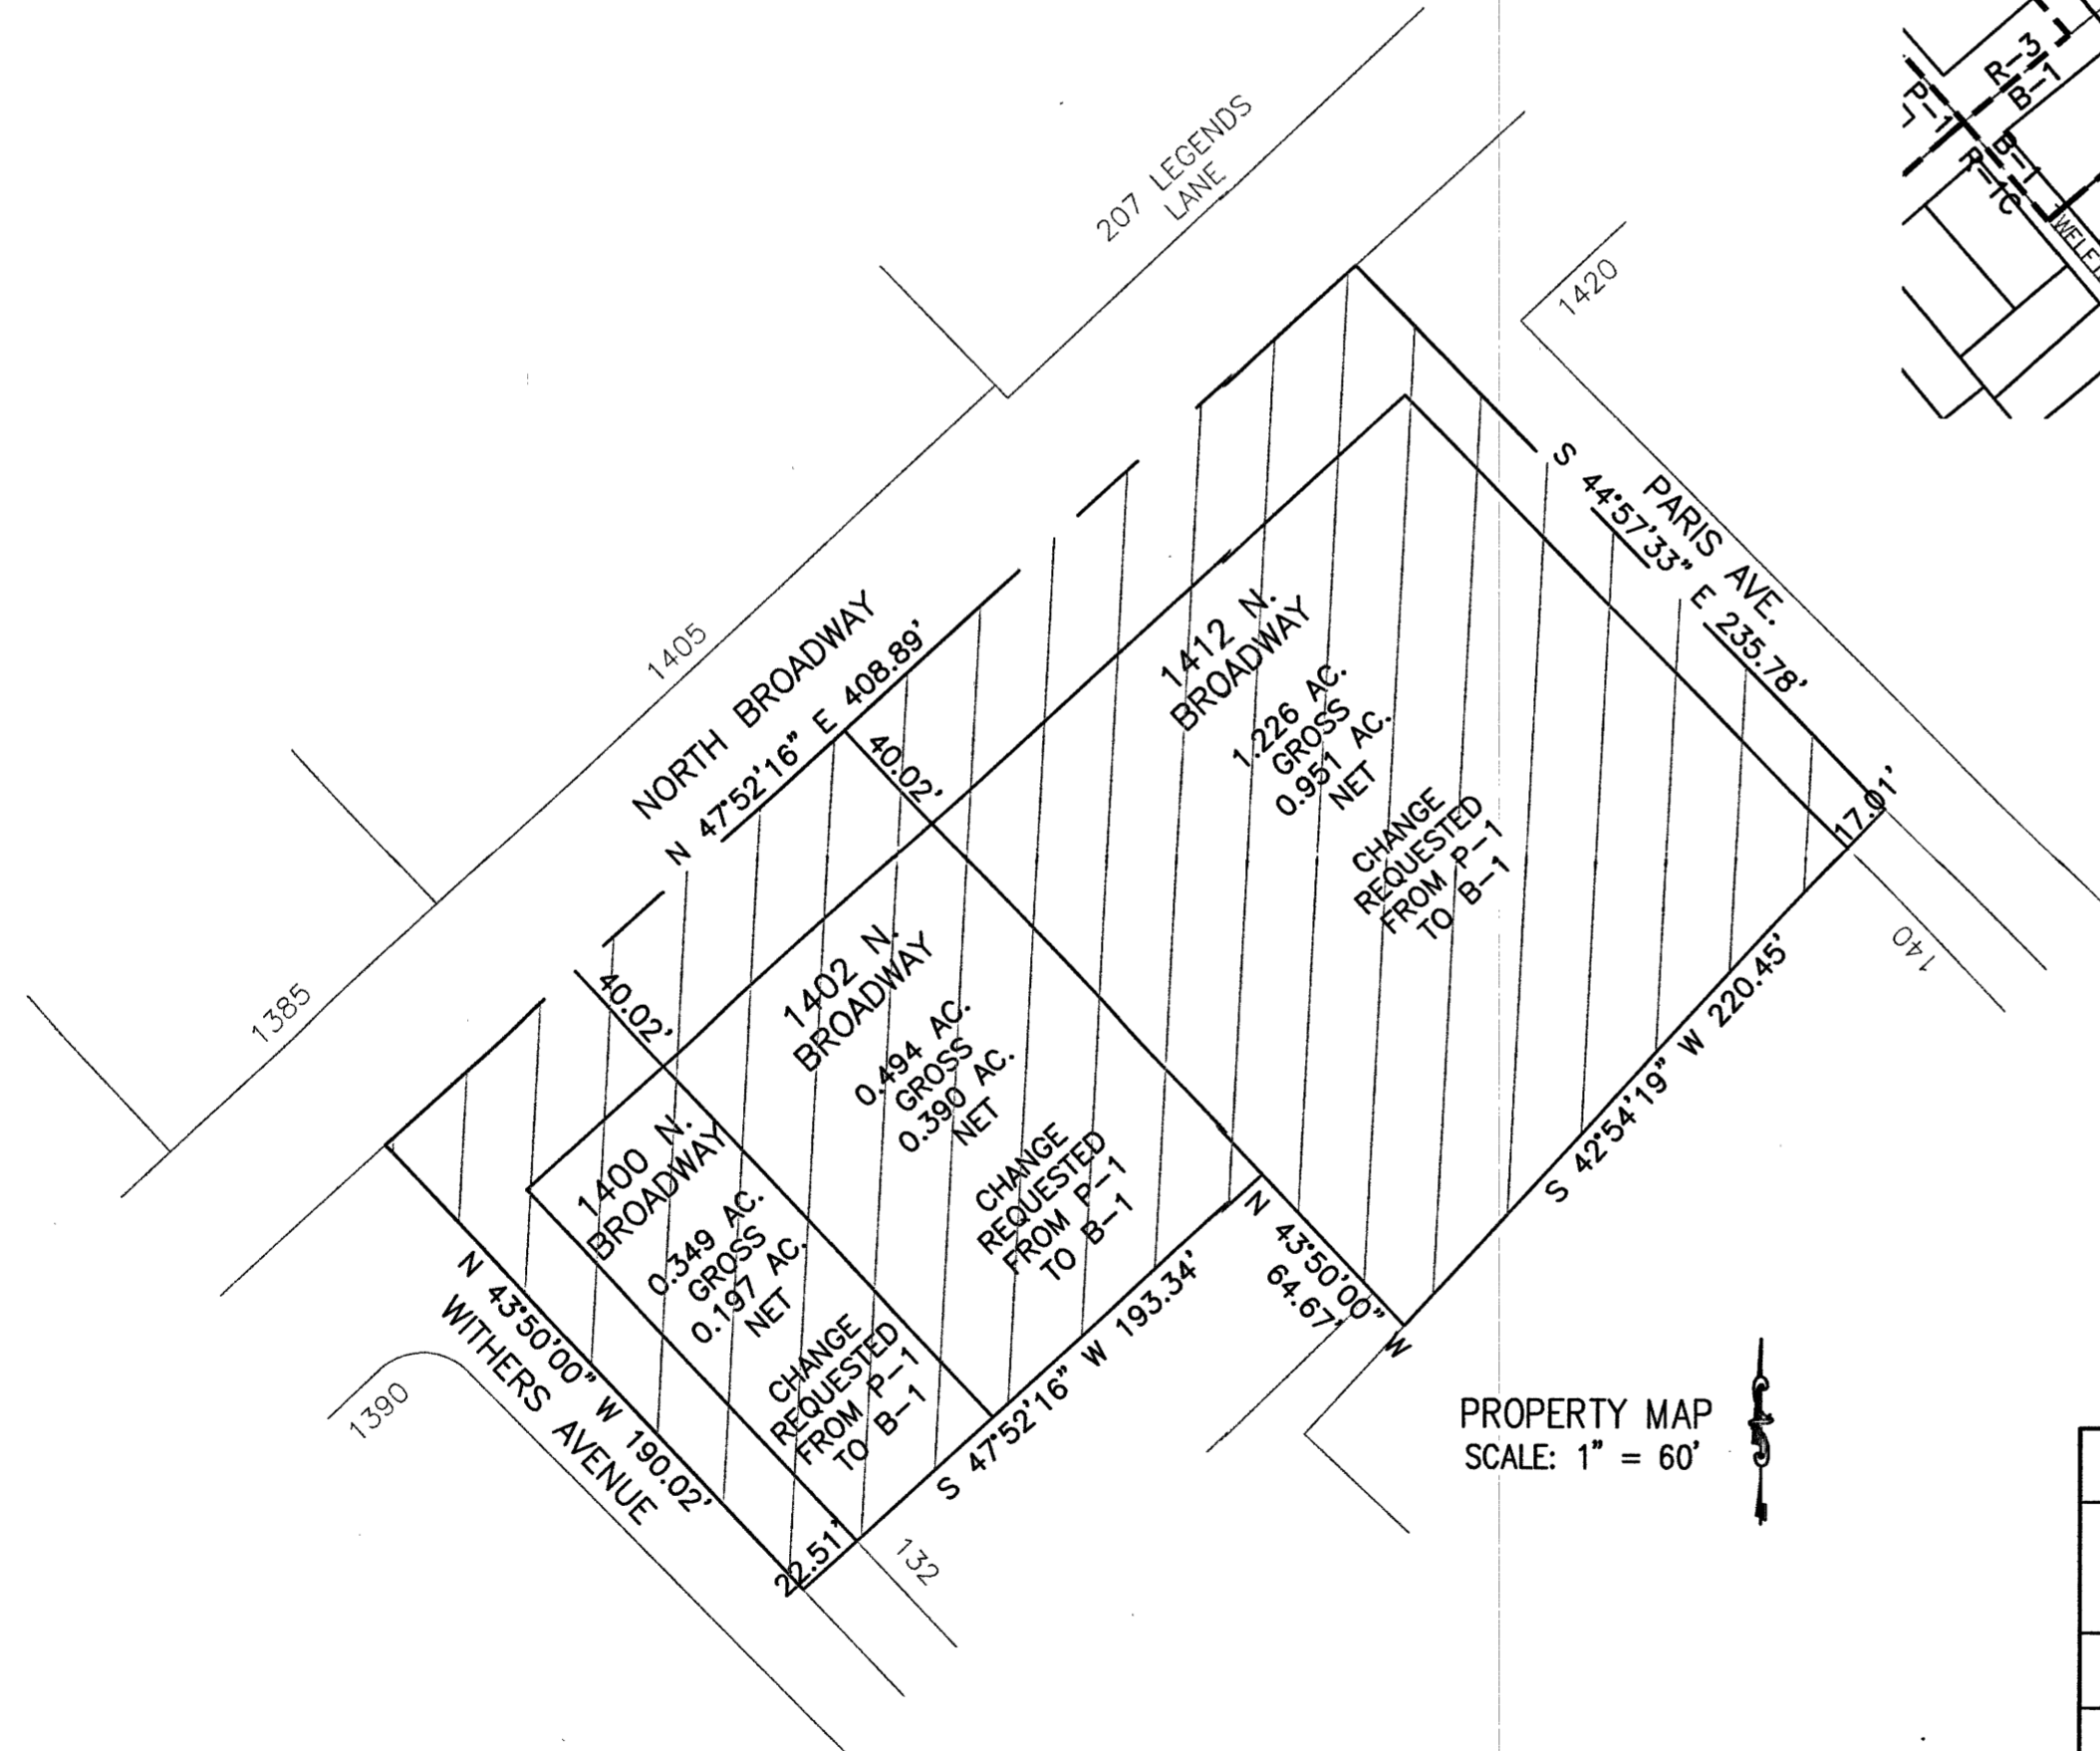 R-3
B-1
P-1
B-1
R-1C
207 LEGENDS
LANE
1420
PARIS AVE.
S 44°57'33" E 235.78'
1405
NORTH BROADWAY
N 47°52'16" E 408.89'
40.02'
1412 N.
BROADWAY
1.226 AC.
GROSS
0.951 AC.
NET
CHANGE
REQUESTED
FROM P-1
TO B-1
17.01'
140
S 42°54'19" W 220.45'
1385
40.02'
1402 N.
BROADWAY
0.494 AC.
GROSS
0.390 AC.
NET
CHANGE
REQUESTED
FROM P-1
TO B-1
N 43°50'00" W
64.67'
1400 N.
BROADWAY
0.349 AC.
GROSS
0.197 AC.
NET
CHANGE
REQUESTED
FROM P-1
TO B-1
S 47°52'16" W 193.34'
N 43°50'00" W 190.02'
WITHERS AVENUE
1390
22.51'
132
PROPERTY MAP
SCALE: 1" = 60'